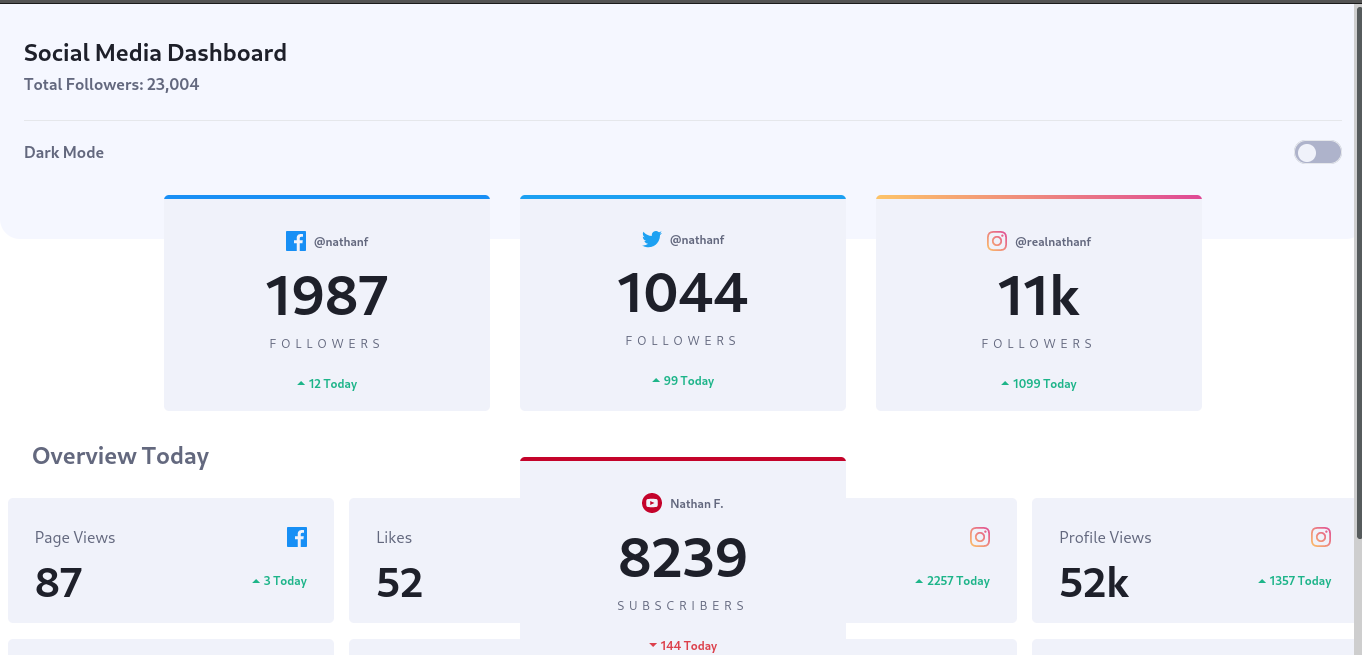 Social Media Dashboard
Total Followers: 23,004
Dark Mode
@nathanf
1987
FOLLOWERS
12 Today
@nathanf
1044
FOLLOWERS
99 Today
@realnathanf
11k
FOLLOWERS
1099 Today
Overview Today
Nathan F.
8239
SUBSCRIBERS
144 Today
Page Views
87
3 Today
Likes
52
2257 Today
Profile Views
52k
1357 Today